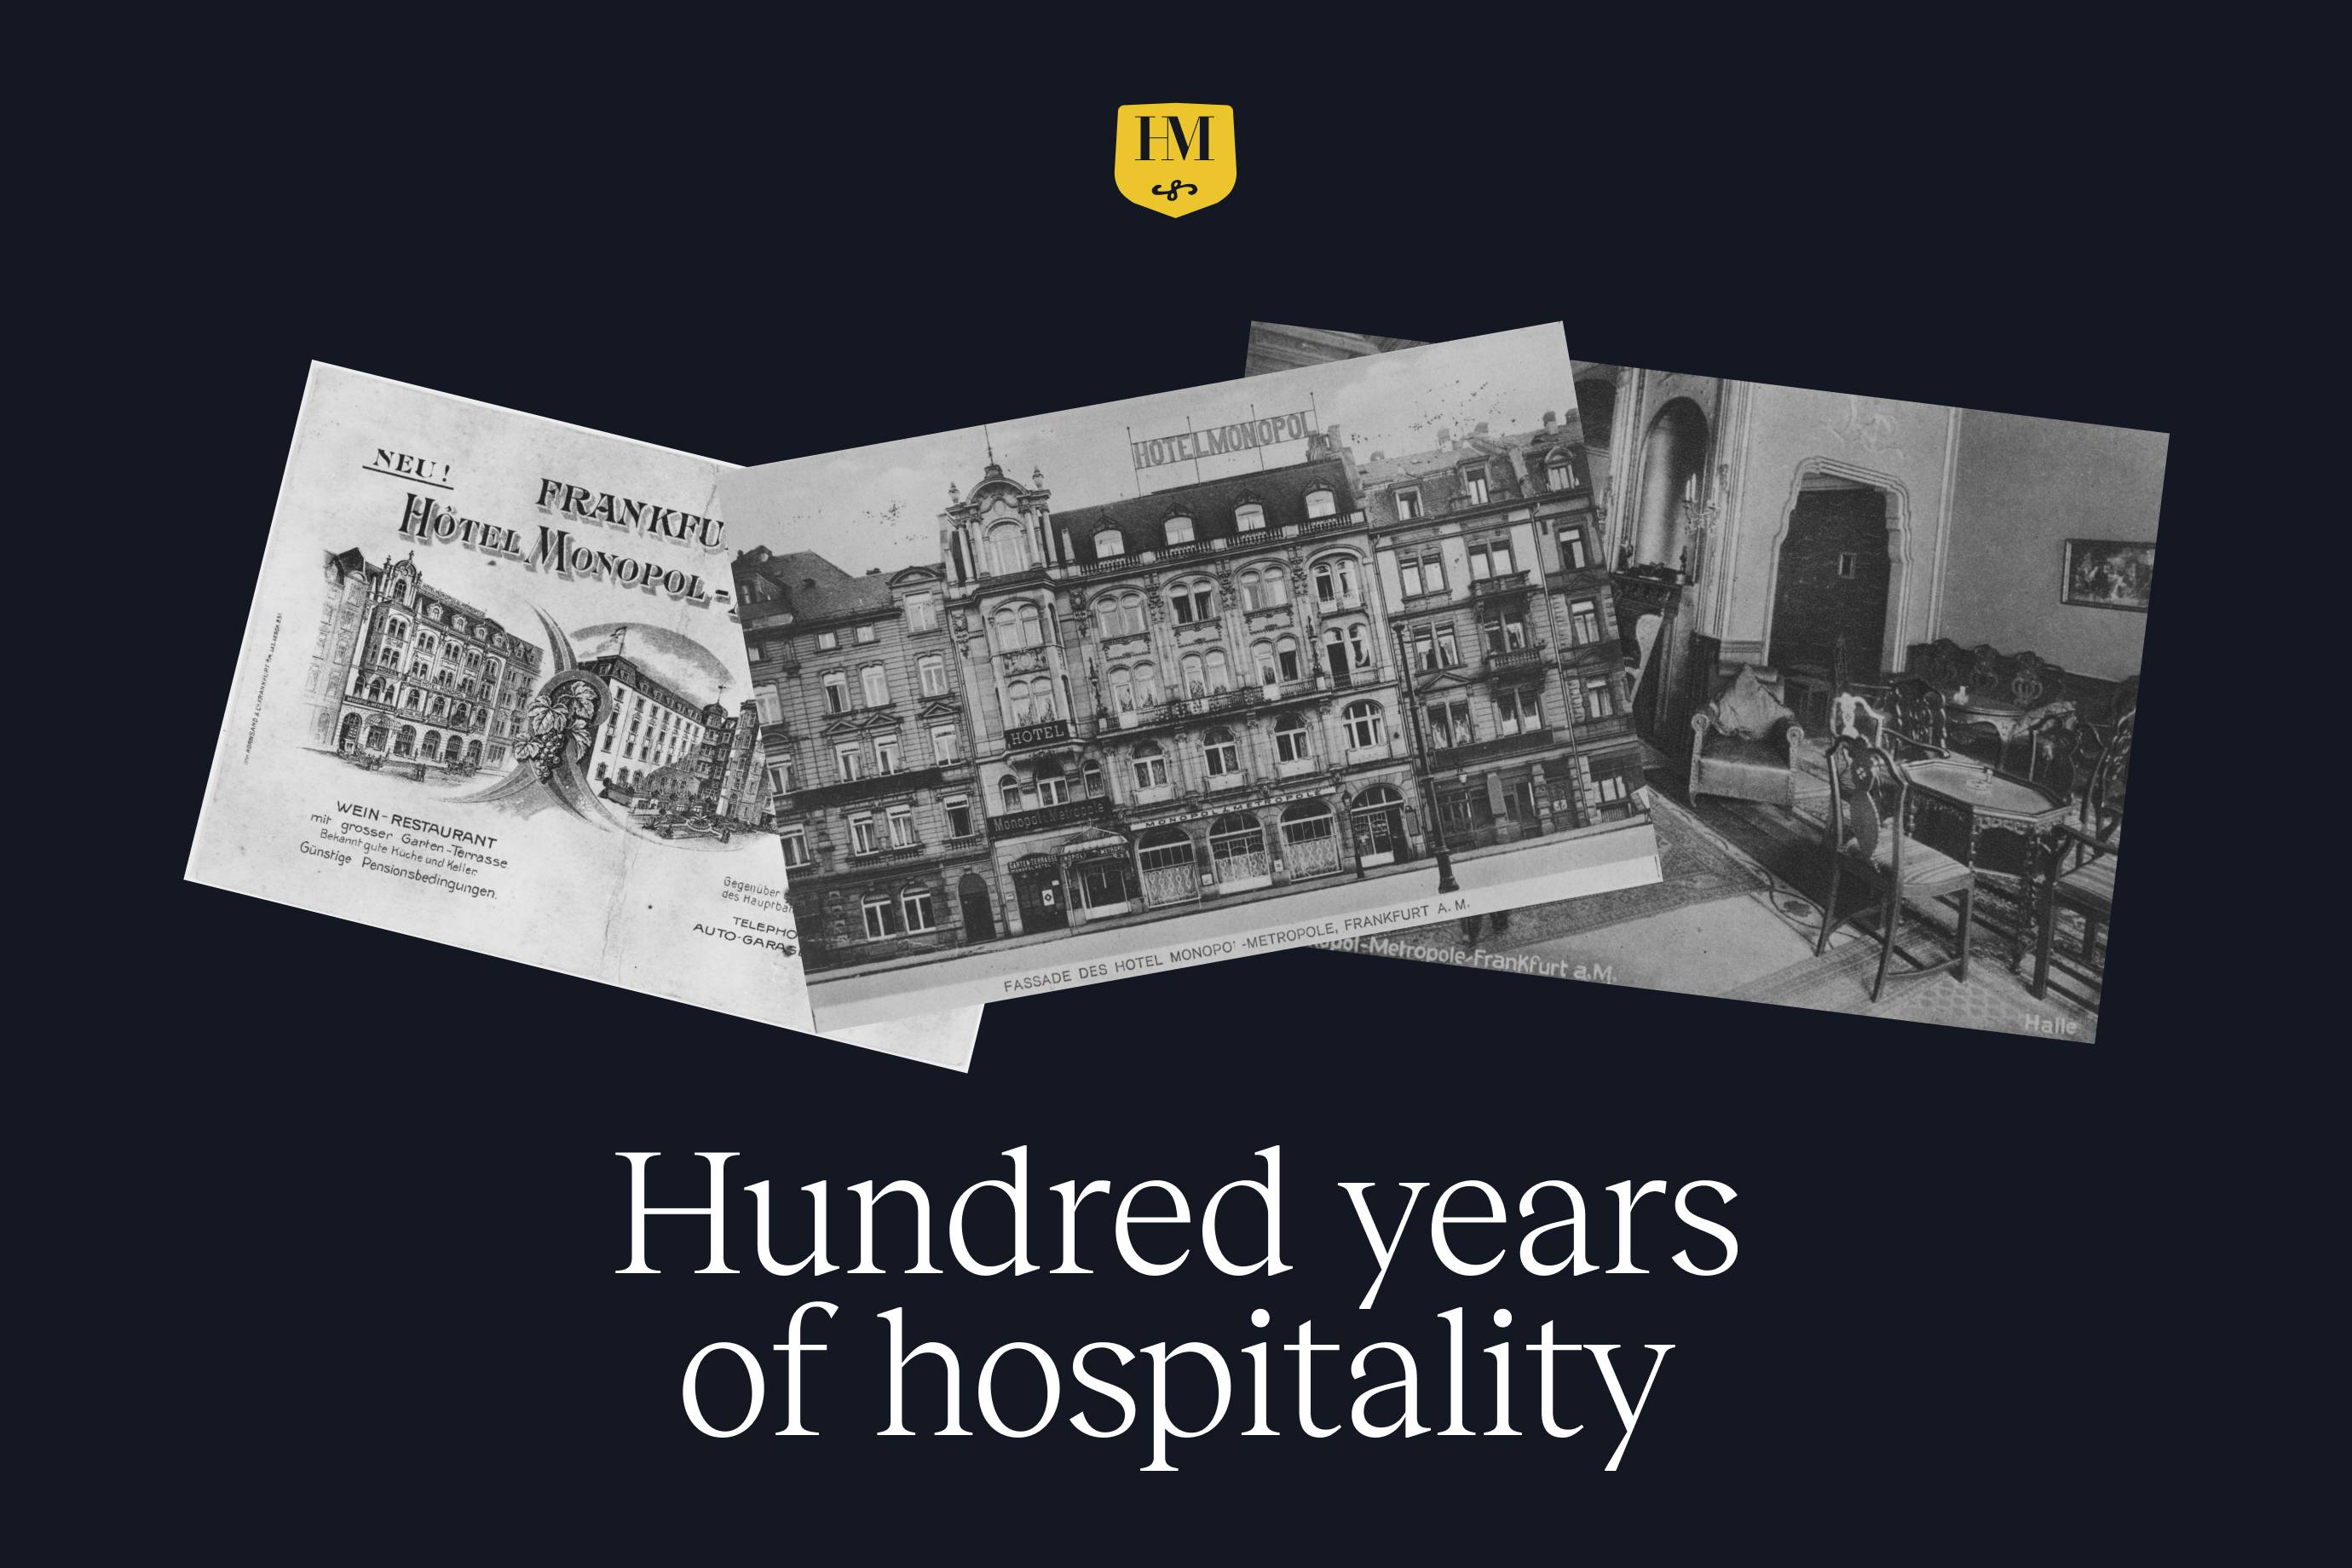 HM
NEU!
FRANKFU
HÔTEL MONOPOL -
WEIN-RESTAURANT
mit grosser Garten-Terrasse
Bekannt gute Küche und Keller.
Günstige Pensionsbedingungen.
Gegenüber
des Hauptba
TELEPHO
AUTO-GARAG
HOTEL MONOPOL
HOTEL
Monopol-Metropole
MONOPOL-METROPOLE
FASSADE DES HOTEL MONOPOL-METROPOLE, FRANKFURT A. M.
opol-Metropole-Frankfurt a.M.
Halle
Hundred years
of hospitality